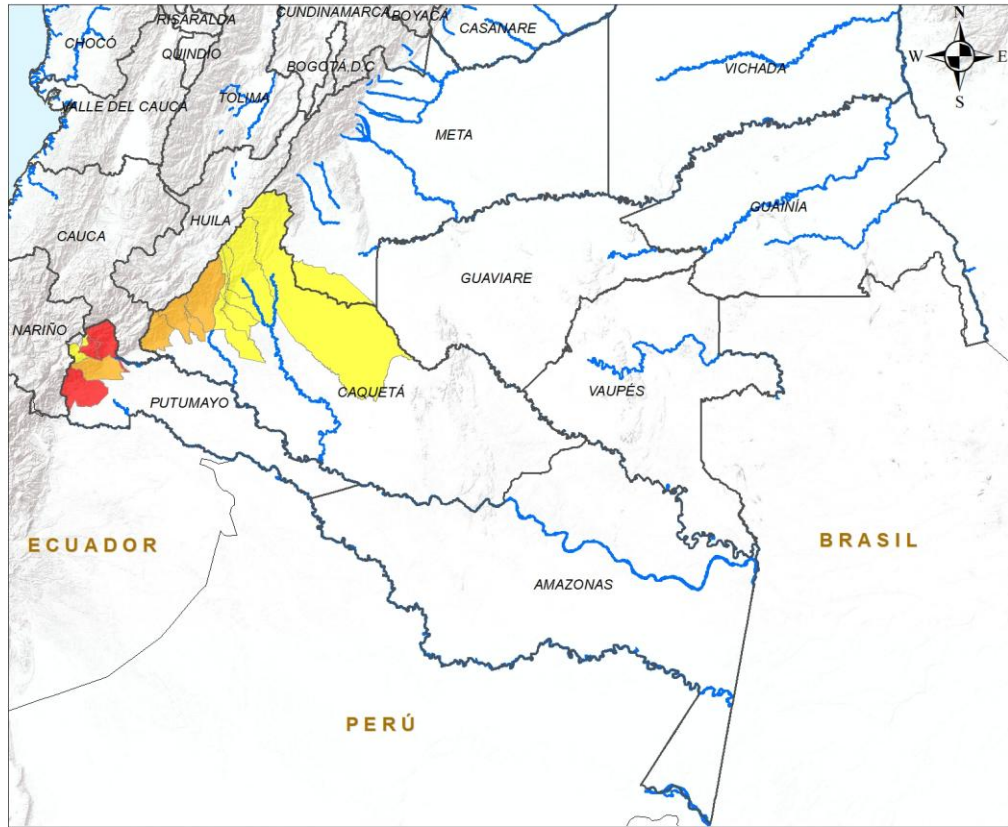 CUNDINAMARCA
BOYACÁ
RISARALDA
CASANARE
N
CHOCÓ
QUINDÍO
BOGOTÁ D.C
W
E
VICHADA
TOLIMA
VALLE DEL CAUCA
S
META
HUILA
GUAINÍA
CAUCA
GUAVIARE
NARIÑO
CAQUETÁ
VAUPÉS
PUTUMAYO
ECUADOR
BRASIL
AMAZONAS
PERÚ